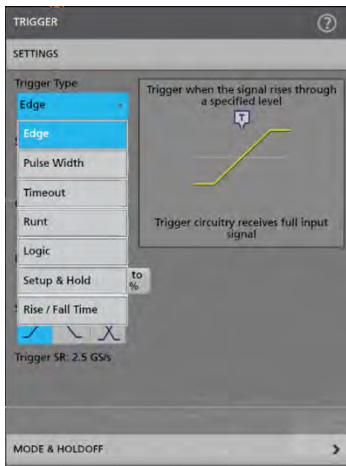 TRIGGER
?
SETTINGS
Trigger Type
Edge
Edge
Pulse Width
Timeout
Runt
Logic
Setup & Hold
Rise / Fall Time
Trigger when the signal rises through
a specified level
T
Trigger circuitry receives full input
signal
to
%
Trigger SR: 2.5 GS/s
MODE & HOLDOFF